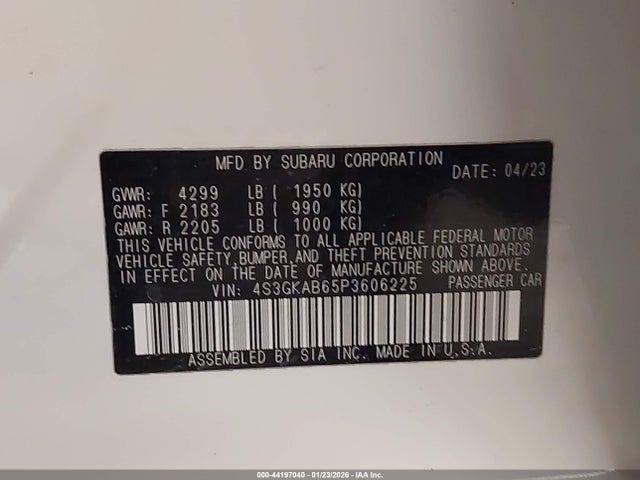 MFD BY SUBARU CORPORATION
DATE: 04/23
GVWR: 4299 LB ( 1950 KG)
GAWR: F 2183 LB ( 990 KG)
GAWR: R 2205 LB ( 1000 KG)
THIS VEHICLE CONFORMS TO ALL APPLICABLE FEDERAL MOTOR
VEHICLE SAFETY, BUMPER, AND THEFT PREVENTION STANDARDS
IN EFFECT ON THE DATE OF MANUFACTURE SHOWN ABOVE.
VIN: 4S3GKAB65P3606225 PASSENGER CAR
ASSEMBLED BY SIA INC. MADE IN U.S.A.
000-44197040 - 01/23/2026 - IAA Inc.